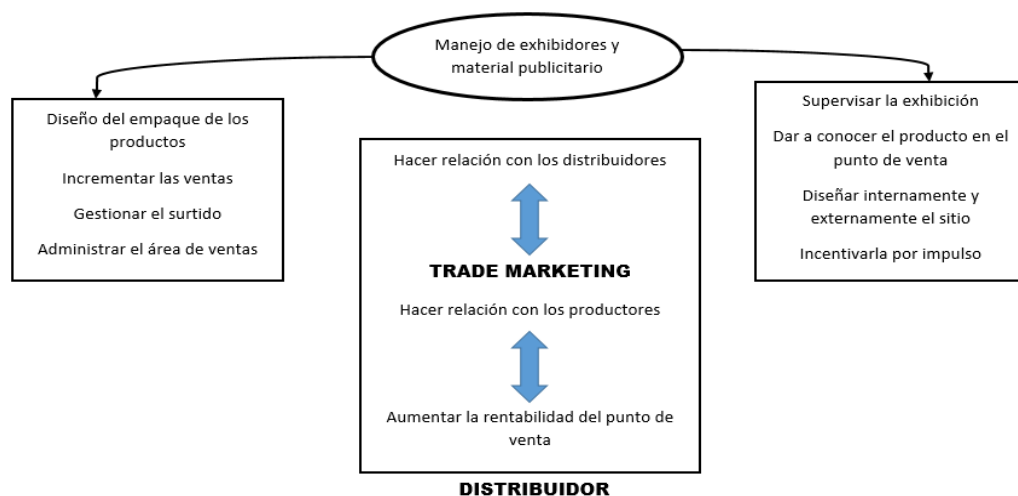 Manejo de exhibidores y
material publicitario
Diseño del empaque de los
productos
Incrementar las ventas
Gestionar el surtido
Administrar el área de ventas
Hacer relación con los distribuidores
TRADE MARKETING
Hacer relación con los productores
Aumentar la rentabilidad del punto de
venta
DISTRIBUIDOR
Supervisar la exhibición
Dar a conocer el producto en el
punto de venta
Diseñar internamente y
externamente el sitio
Incentivarla por impulso